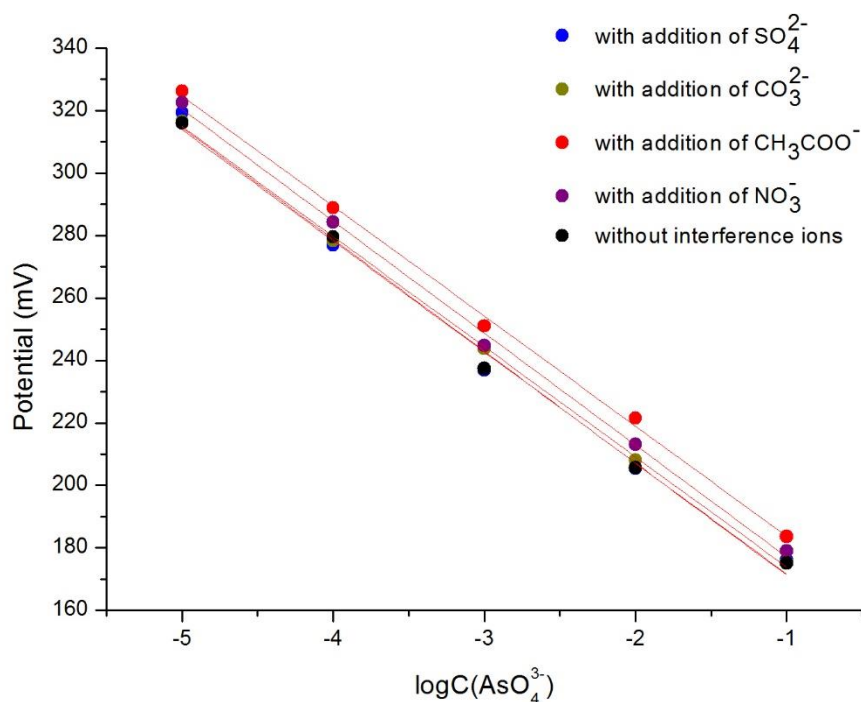 with addition of SO₄²⁻
with addition of CO₃²⁻
with addition of CH₃COO⁻
with addition of NO₃⁻
without interference ions
340
320
300
280
260
240
220
200
180
160
Potential (mV)
-5 -4 -3 -2 -1
logC(AsO₄³⁻)